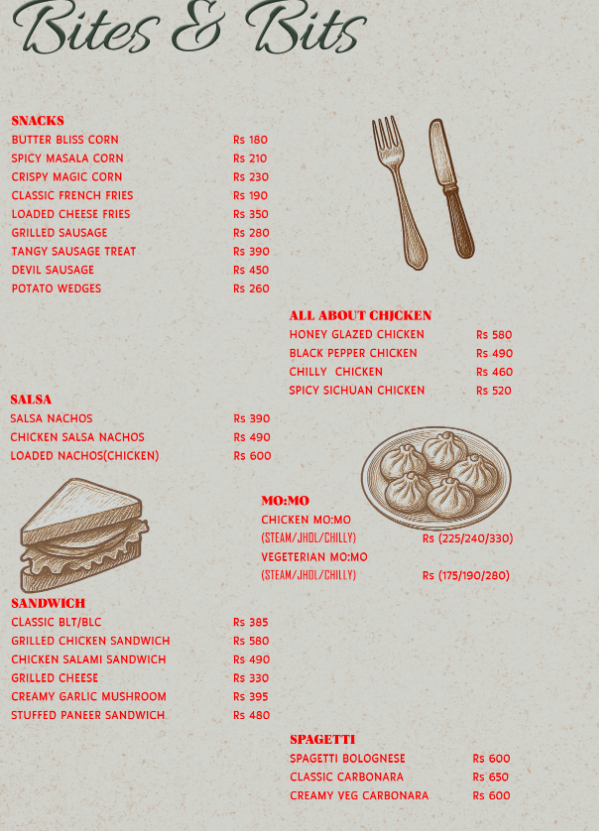 Bites & Bits
SNACKS
BUTTER BLISS CORN Rs 180
SPICY MASALA CORN Rs 210
CRISPY MAGIC CORN Rs 230
CLASSIC FRENCH FRIES Rs 190
LOADED CHEESE FRIES Rs 350
GRILLED SAUSAGE Rs 280
TANGY SAUSAGE TREAT Rs 390
DEVIL SAUSAGE Rs 450
POTATO WEDGES Rs 260
ALL ABOUT CHJCKEN
HONEY GLAZED CHICKEN Rs 580
BLACK PEPPER CHICKEN Rs 490
CHILLY CHICKEN Rs 460
SPICY SICHUAN CHICKEN Rs 520
SALSA
SALSA NACHOS Rs 390
CHICKEN SALSA NACHOS Rs 490
LOADED NACHOS(CHICKEN) Rs 600
MO:MO
CHICKEN MO:MO
(STEAM/JHOL/CHILLY) Rs (225/240/330)
VEGETERIAN MO:MO
(STEAM/JHOL/CHILLY) Rs (175/190/280)
SANDWICH
CLASSIC BLT/BLC Rs 385
GRILLED CHICKEN SANDWICH Rs 580
CHICKEN SALAMI SANDWICH Rs 490
GRILLED CHEESE Rs 330
CREAMY GARLIC MUSHROOM Rs 395
STUFFED PANEER SANDWICH Rs 480
SPAGETTI
SPAGETTI BOLOGNESE Rs 600
CLASSIC CARBONARA Rs 650
CREAMY VEG CARBONARA Rs 600